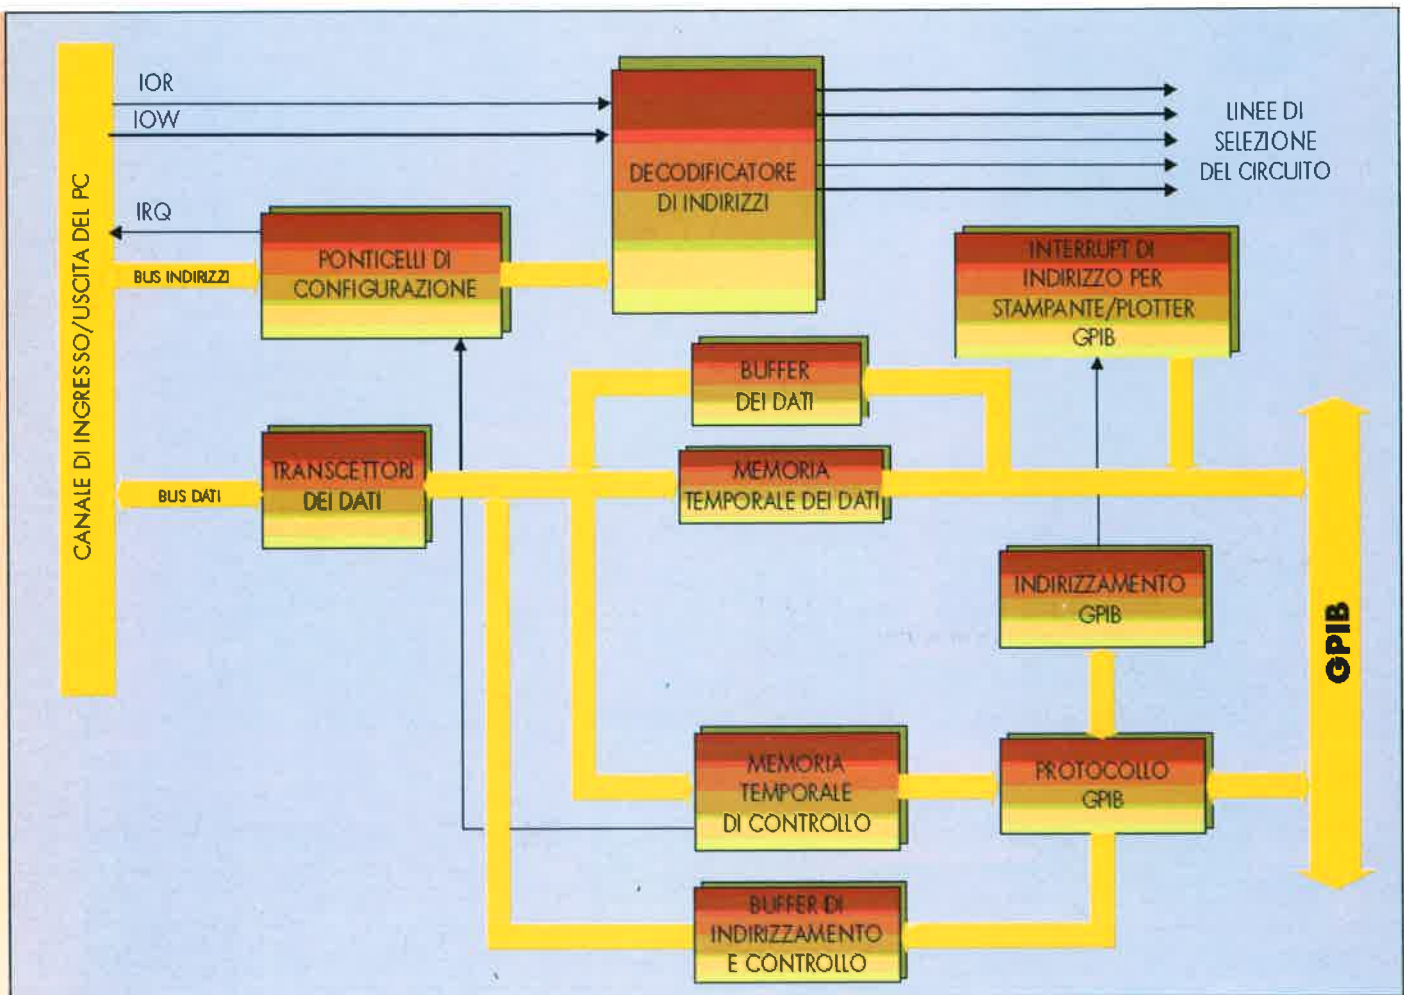 IOR
IOW
IRQ
BUS INDIRIZZI
BUS DATI
CANALE DI INGRESSO/USCITA DEL PC
DECODIFICATORE
DI INDIRIZZI
LINEE DI
SELEZIONE
DEL CIRCUITO
PONTICELLI DI
CONFIGURAZIONE
INTERRUPT DI
INDIRIZZO PER
STAMPANTE/PLOTTER
GPIB
BUFFER
DEI DATI
TRANSCETTORI
DEI DATI
MEMORIA
TEMPORALE DEI DATI
INDIRIZZAMENTO
GPIB
GPIB
MEMORIA
TEMPORALE
DI CONTROLLO
PROTOCOLLO
GPIB
BUFFER DI
INDIRIZZAMENTO
E CONTROLLO